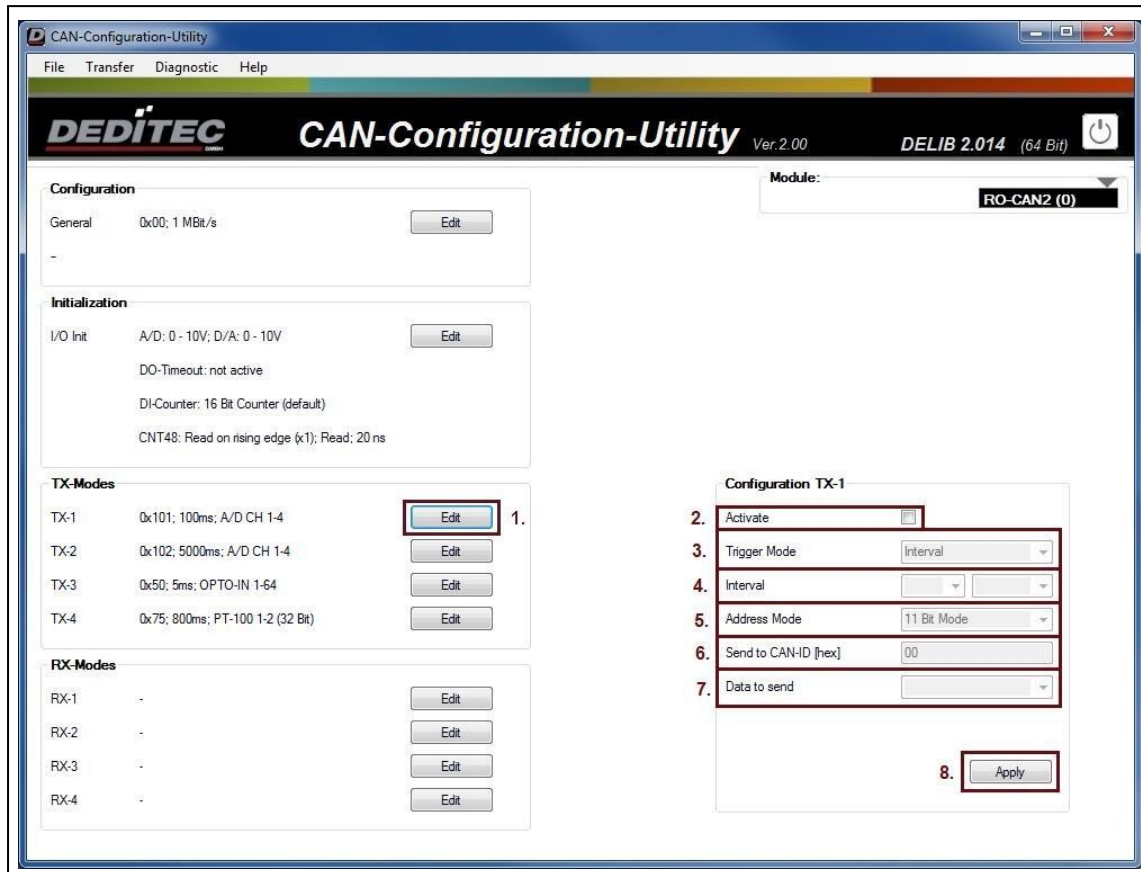 CAN-Configuration-Utility
File Transfer Diagnostic Help
DEDITEC
GMBH
CAN-Configuration-Utility Ver.2.00
DELIB 2.014 (64 Bit)
Module:
RO-CAN2 (0)
Configuration
General 0x00; 1 MBit/s Edit
-
Initialization
I/O Init A/D: 0 - 10V; D/A: 0 - 10V Edit
DO-Timeout: not active
DI-Counter: 16 Bit Counter (default)
CNT48: Read on rising edge (x1); Read; 20 ns
TX-Modes
TX-1 0x101; 100ms; A/D CH 1-4 Edit 1.
TX-2 0x102; 5000ms; A/D CH 1-4 Edit
TX-3 0x50; 5ms; OPTO-IN 1-64 Edit
TX-4 0x75; 800ms; PT-100 1-2 (32 Bit) Edit
RX-Modes
RX-1 - Edit
RX-2 - Edit
RX-3 - Edit
RX-4 - Edit
Configuration TX-1
2. Activate
3. Trigger Mode Interval
4. Interval
5. Address Mode 11 Bit Mode
6. Send to CAN-ID [hex] 00
7. Data to send
8. Apply